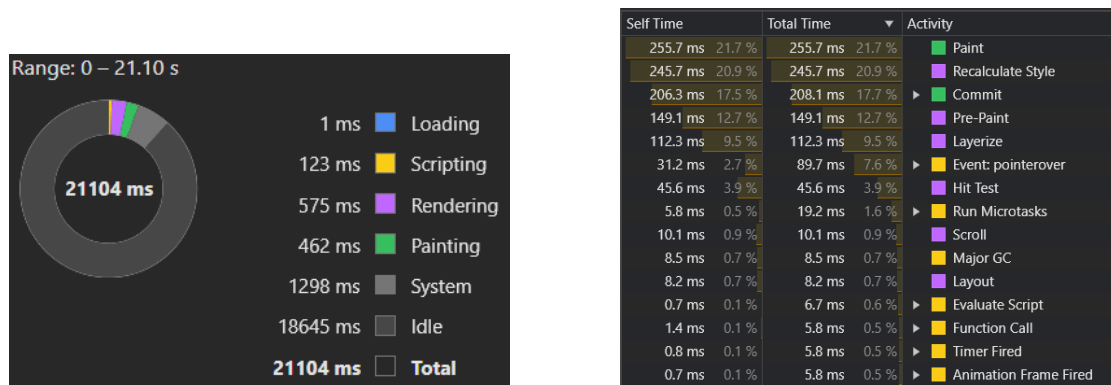 Range: 0 – 21.10 s
21104 ms
1 ms Loading
123 ms Scripting
575 ms Rendering
462 ms Painting
1298 ms System
18645 ms Idle
21104 ms Total
Self Time Total Time ▼ Activity
255.7 ms 21.7 % 255.7 ms 21.7 % Paint
245.7 ms 20.9 % 245.7 ms 20.9 % Recalculate Style
206.3 ms 17.5 % 208.1 ms 17.7 % ▶ Commit
149.1 ms 12.7 % 149.1 ms 12.7 % Pre-Paint
112.3 ms 9.5 % 112.3 ms 9.5 % Layerize
31.2 ms 2.7 % 89.7 ms 7.6 % ▶ Event: pointerover
45.6 ms 3.9 % 45.6 ms 3.9 % Hit Test
5.8 ms 0.5 % 19.2 ms 1.6 % ▶ Run Microtasks
10.1 ms 0.9 % 10.1 ms 0.9 % Scroll
8.5 ms 0.7 % 8.5 ms 0.7 % Major GC
8.2 ms 0.7 % 8.2 ms 0.7 % Layout
0.7 ms 0.1 % 6.7 ms 0.6 % ▶ Evaluate Script
1.4 ms 0.1 % 5.8 ms 0.5 % ▶ Function Call
0.8 ms 0.1 % 5.8 ms 0.5 % ▶ Timer Fired
0.7 ms 0.1 % 5.8 ms 0.5 % ▶ Animation Frame Fired